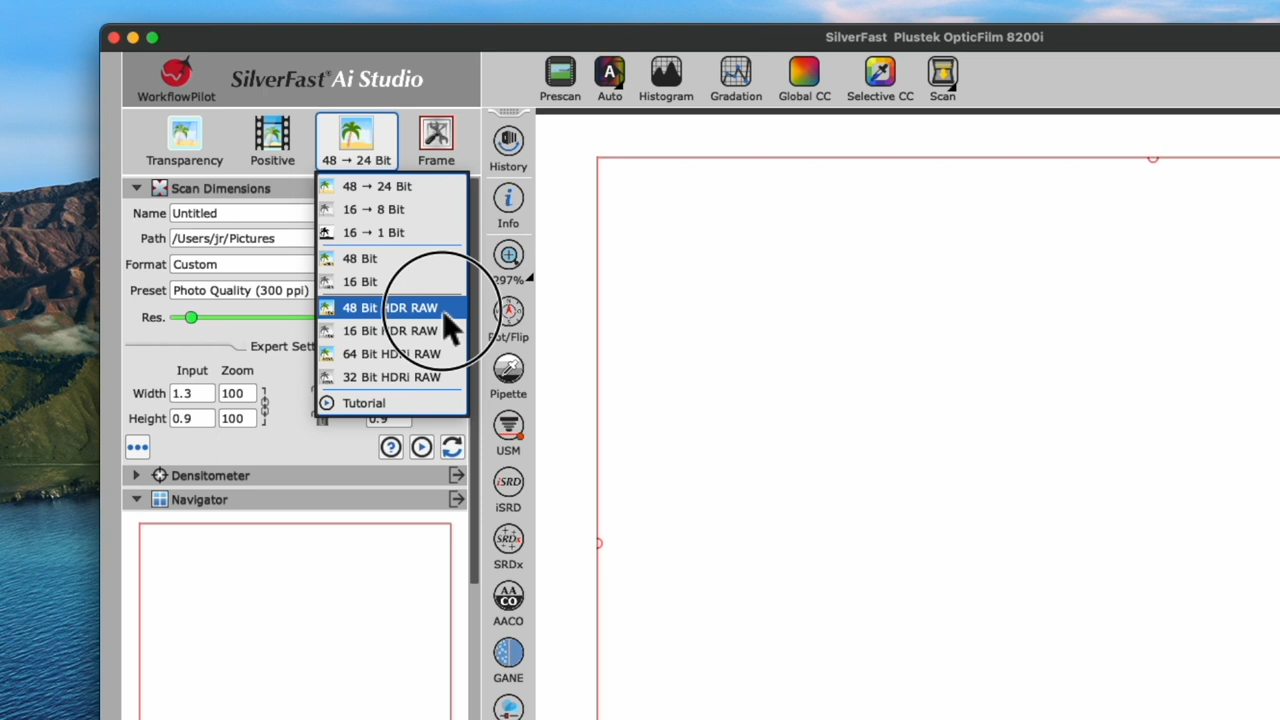 SilverFast Plustek OpticFilm 8200i
WorkflowPilot
SilverFast® Ai Studio
Prescan
Auto
Histogram
Gradation
Global CC
Selective CC
Scan
Transparency
Positive
48 → 24 Bit
Frame
48 → 24 Bit
16 → 8 Bit
16 → 1 Bit
48 Bit
16 Bit
48 Bit HDR RAW
16 Bit HDR RAW
64 Bit HDRi RAW
32 Bit HDRi RAW
Tutorial
Scan Dimensions
Name Untitled
Path /Users/jr/Pictures
Format Custom
Preset Photo Quality (300 ppi)
Res.
Expert Sett
Input Zoom
Width 1.3 100
Height 0.9 100 0.9
Densitometer
Navigator
History
Info
297%
Rot/Flip
Pipette
USM
iSRD
iSRD
SRDx
SRDx
AA
CO
AACO
GANE